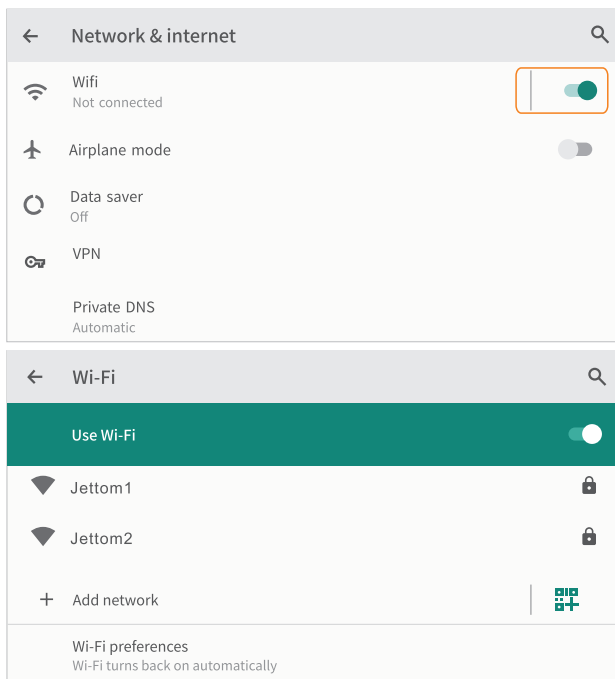 Network & internet
Wifi
Not connected
Airplane mode
Data saver
Off
VPN
Private DNS
Automatic
Wi-Fi
Use Wi-Fi
Jettom1
Jettom2
Add network
Wi-Fi preferences
Wi-Fi turns back on automatically